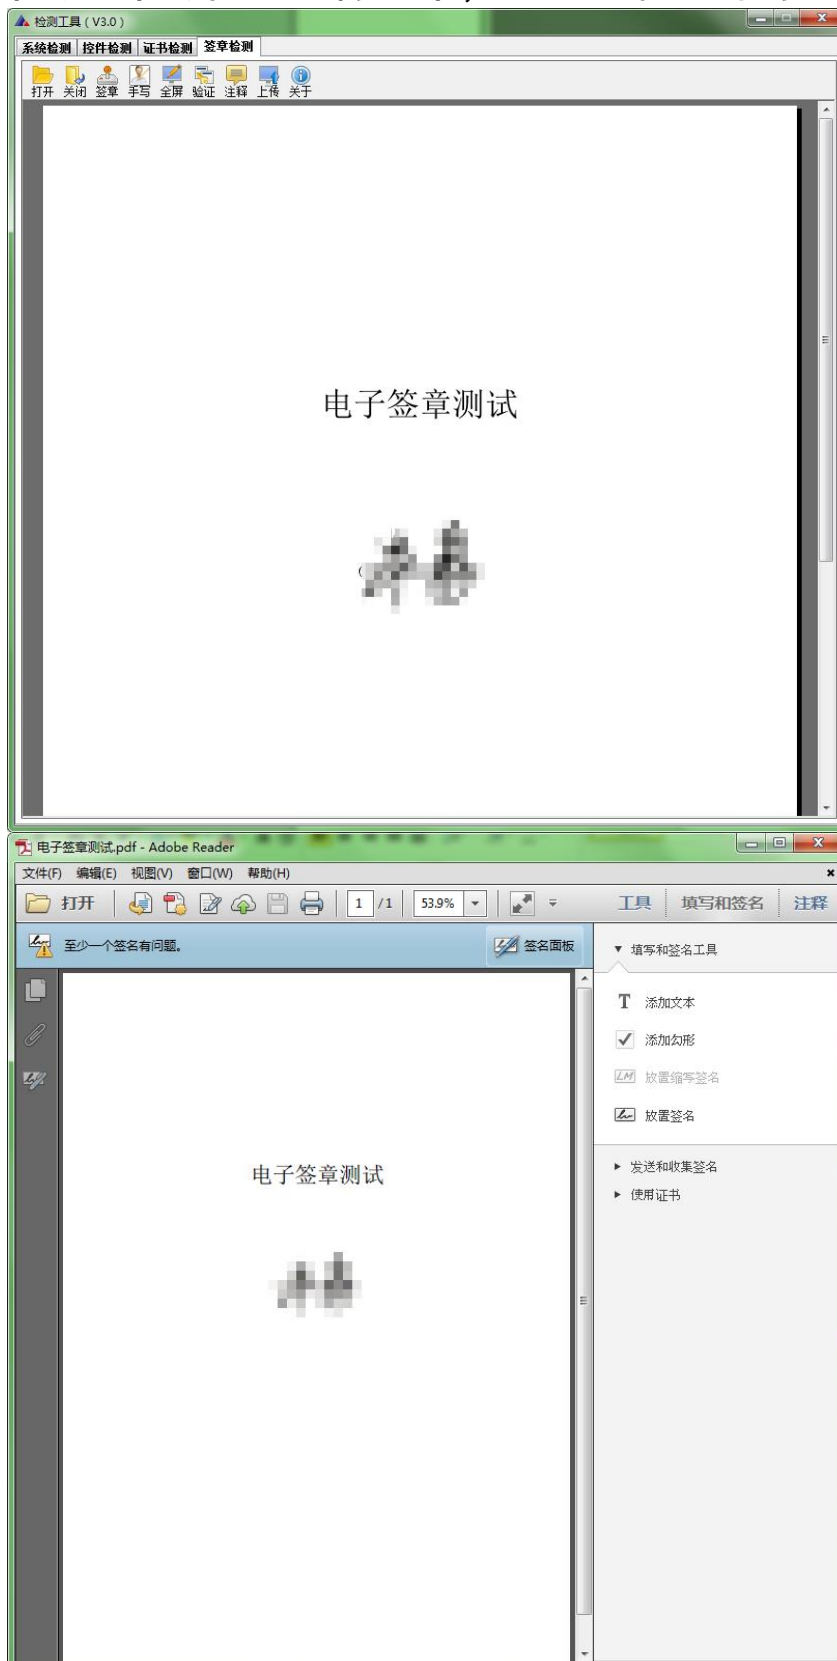 检测工具 ( V3.0 )
系统检测 控件检测 证书检测 签章检测
打开 关闭 签章 手写 全屏 验证 注释 上传 关于
电子签章测试
电子签章测试.pdf - Adobe Reader
文件(F) 编辑(E) 视图(V) 窗口(W) 帮助(H)
打开 1 /1 53.9% 工具 填写和签名 注释
至少一个签名有问题。 签名面板
填写和签名工具
T 添加文本
添加勾形
放置缩写签名
放置签名
电子签章测试
发送和收集签名
使用证书